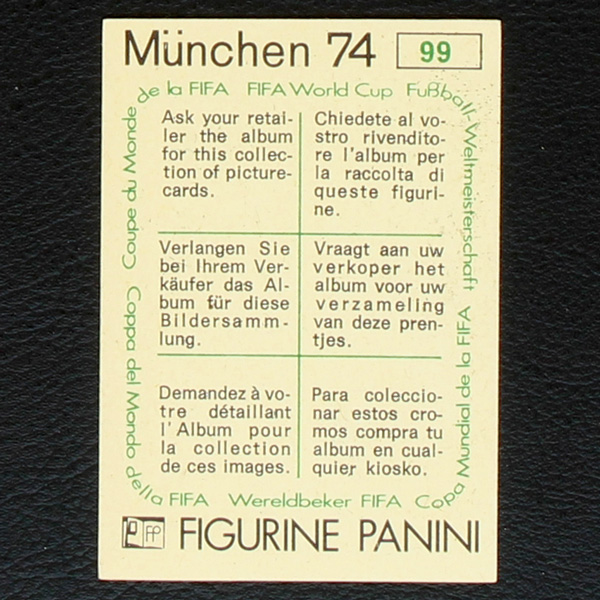 München 74 99
de la FIFA FIFA World Cup Fußball-Weltmeisterschaft
Copa Mundial de la FIFA
Wereldbeker FIFA
Coppa del Mondo della FIFA
Coupe du Monde
Ask your retai-
ler the album
for this collec-
tion of picture-
cards.
Chiedete al vo-
stro rivendito-
re l'album per
la raccolta di
queste figuri-
ne.
Verlangen Sie
bei Ihrem Ver-
käufer das Al-
bum für diese
Bildersamm-
lung.
Vraagt aan uw
verkoper het
album voor uw
verzameling
van deze pren-
tjes.
Demandez à vo-
tre détaillant
l'Album pour
la collection
de ces images.
Para coleccio-
nar estos cro-
mos compra tu
album en cual-
quier kiosko.
FIGURINE PANINI